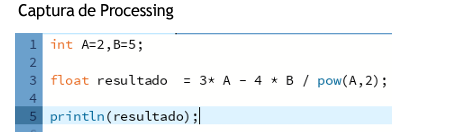 Captura de Processing
1 int A=2,B=5;
2
3 float resultado  = 3* A - 4 * B / pow(A,2);
4
5 println(resultado);